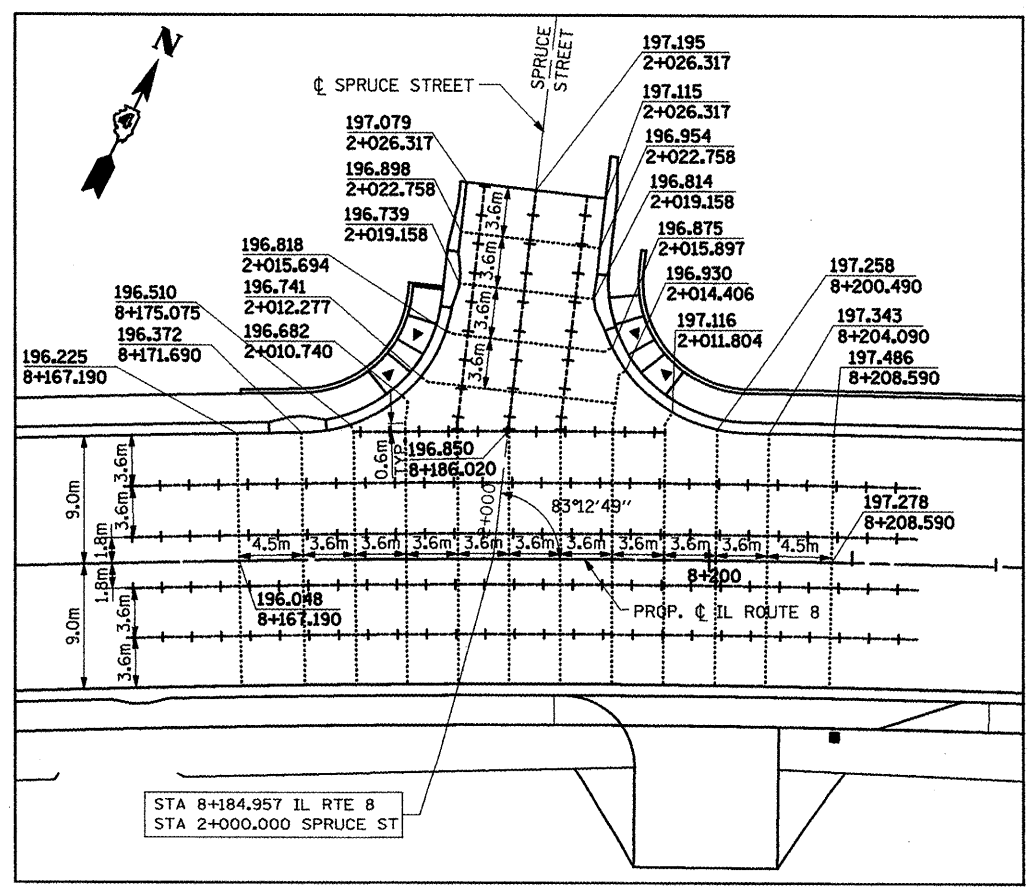 N
4
℄ SPRUCE STREET
SPRUCE
STREET
197.195
2+026.317
197.115
2+026.317
196.954
2+022.758
196.814
2+019.158
196.875
2+015.897
196.930
2+014.406
197.116
2+011.804
197.258
8+200.490
197.343
8+204.090
197.486
8+208.590
197.079
2+026.317
196.898
2+022.758
196.739
2+019.158
196.818
2+015.694
196.741
2+012.277
196.682
2+010.740
196.510
8+175.075
196.372
8+171.690
196.225
8+167.190
3.6m
3.6m
3.6m
3.6m
0.6m
TYP.
196.850
8+186.020
2+000
83°12'49''
197.278
8+208.590
9.0m
3.6m
3.6m
1.8m
1.8m
9.0m
3.6m
3.6m
4.5m 3.6m 3.6m 3.6m 3.6m 3.6m 3.6m 3.6m 3.6m 3.6m 4.5m
8+200
196.048
8+167.190
PROP. ℄ IL ROUTE 8
STA 8+184.957 IL RTE 8
STA 2+000.000 SPRUCE ST